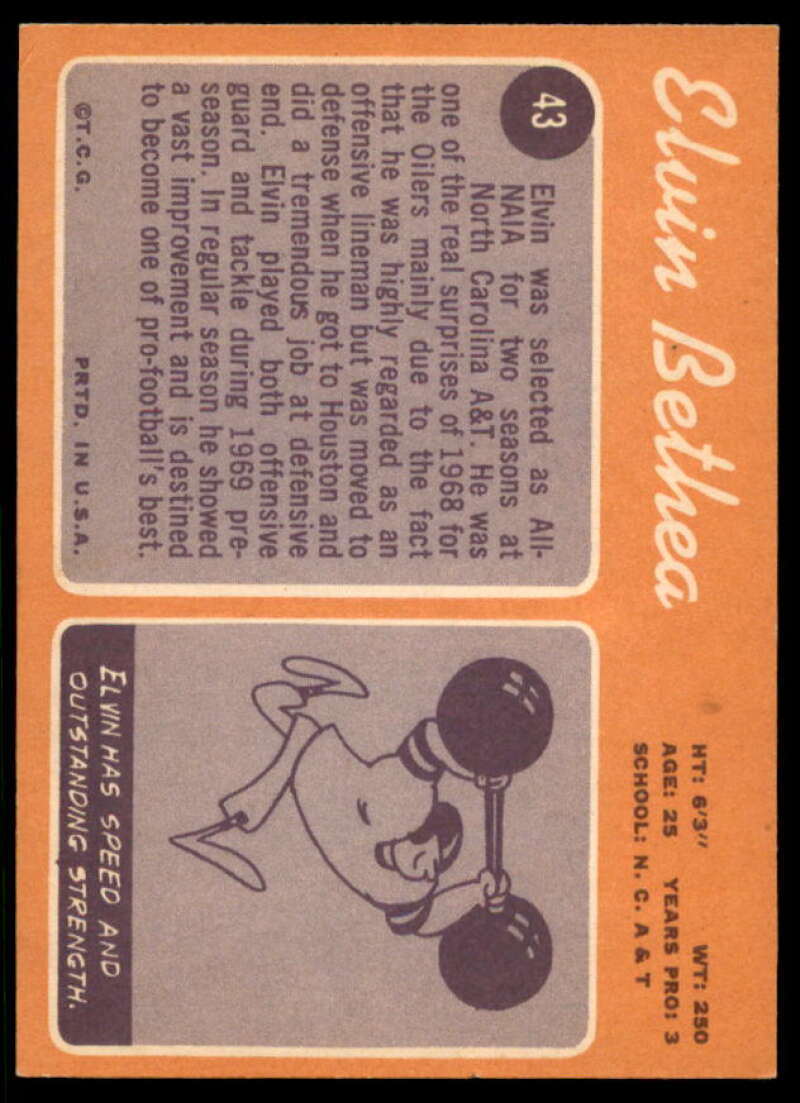 Elvin Bethea
HT: 6'3" WT: 250
AGE: 25 YEARS PRO: 3
SCHOOL: N. C. A & T
43
Elvin was selected as All-
NAIA for two seasons at
North Carolina A&T. He was
one of the real surprises of 1968 for
the Oilers mainly due to the fact
that he was highly regarded as an
offensive lineman but was moved to
defense when he got to Houston and
did a tremendous job at defensive
end. Elvin played both offensive
guard and tackle during 1969 pre-
season. In regular season he showed
a vast improvement and is destined
to become one of pro-football's best.
©T.C.G. PRTD. IN U.S.A.
ELVIN HAS SPEED AND
OUTSTANDING STRENGTH.